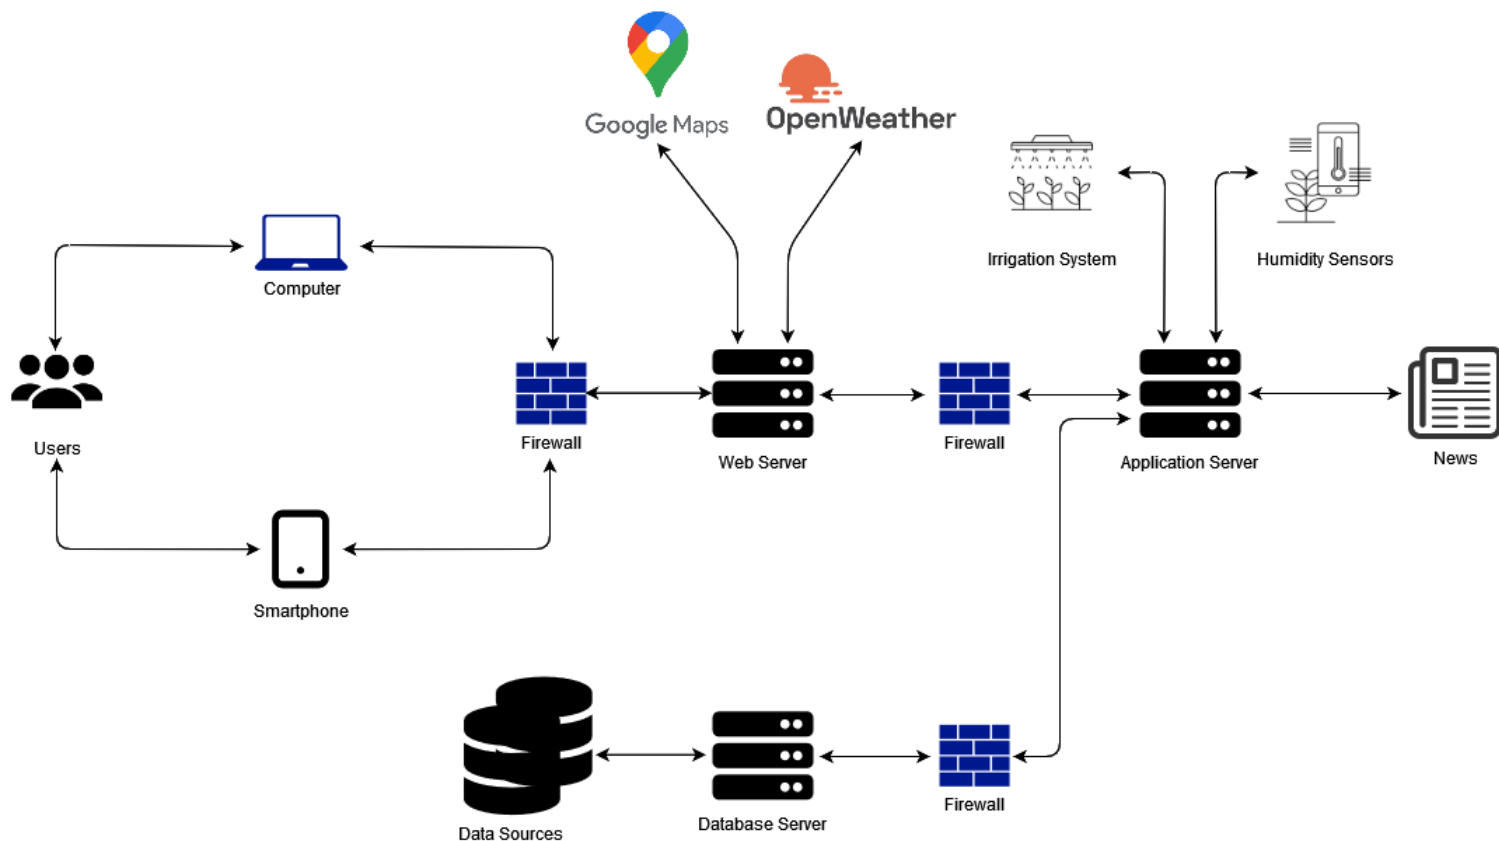 Google Maps
OpenWeather
Irrigation System
Humidity Sensors
Computer
Users
Firewall
Web Server
Firewall
Application Server
News
Smartphone
Data Sources
Database Server
Firewall